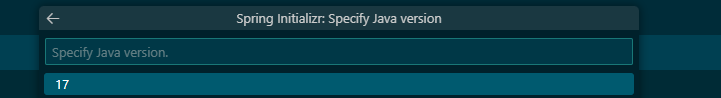 Spring Initializr: Specify Java version
Specify Java version.
17